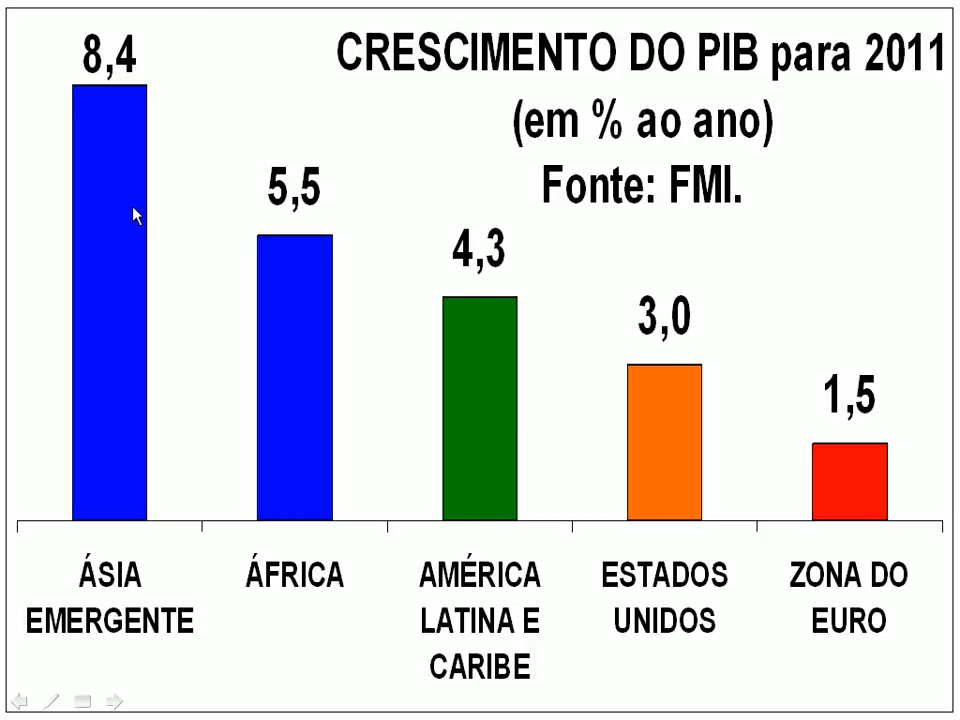 CRESCIMENTO DO PIB para 2011
(em % ao ano)
Fonte: FMI.
8,4
5,5
4,3
3,0
1,5
ÁSIA
EMERGENTE
ÁFRICA
AMÉRICA
LATINA E
CARIBE
ESTADOS
UNIDOS
ZONA DO
EURO